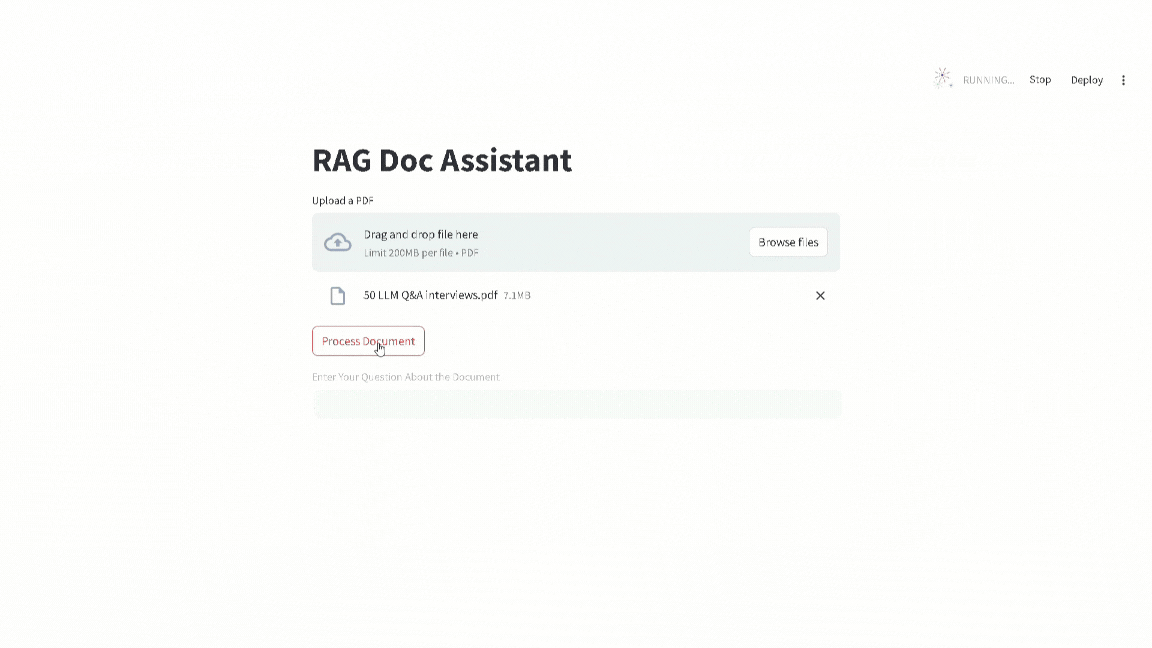 RUNNING... Stop Deploy
RAG Doc Assistant
Upload a PDF
Drag and drop file here
Limit 200MB per file • PDF
Browse files
50 LLM Q&A interviews.pdf 7.1MB
Process Document
Enter Your Question About the Document